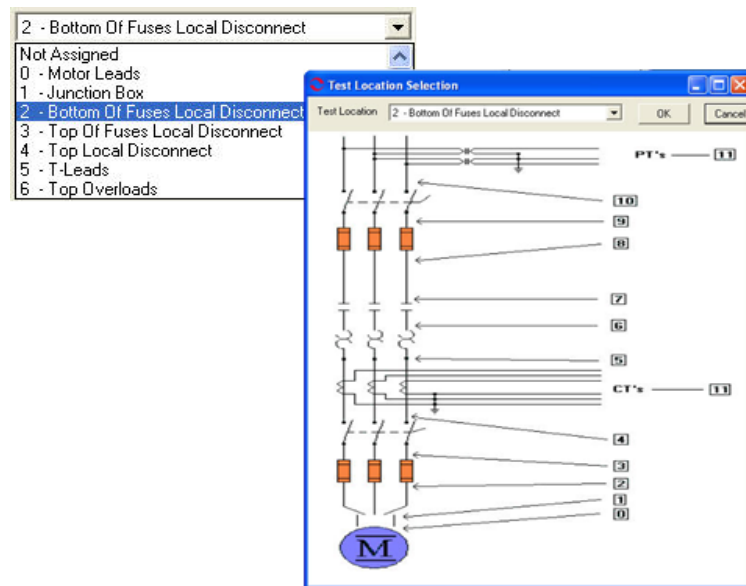 2 - Bottom Of Fuses Local Disconnect
Not Assigned
0 - Motor Leads
1 - Junction Box
2 - Bottom Of Fuses Local Disconnect
3 - Top Of Fuses Local Disconnect
4 - Top Local Disconnect
5 - T-Leads
6 - Top Overloads
Test Location Selection
Test Location 2 - Bottom Of Fuses Local Disconnect OK Cancel
PT's 11
10
9
8
7
6
5
CT's 11
4
3
2
1
0
M